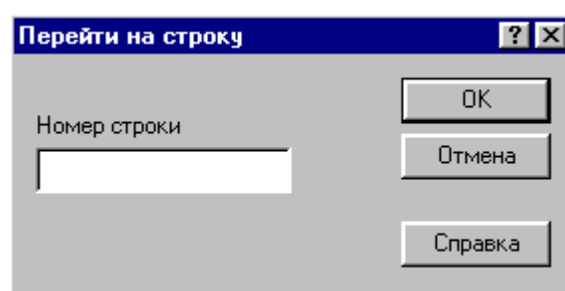 Перейти на строку
OK
Номер строки
Отмена
Справка